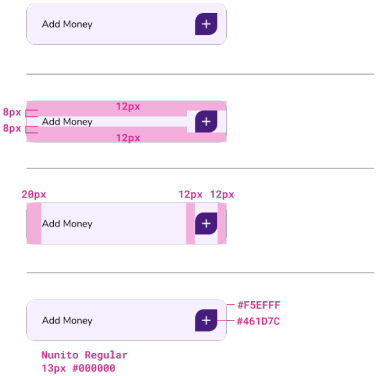 Add Money
12px
8px
Add Money
8px
12px
20px 12px 12px
Add Money
#F5EFFF
Add Money
#461D7C
Nunito Regular
13px #000000